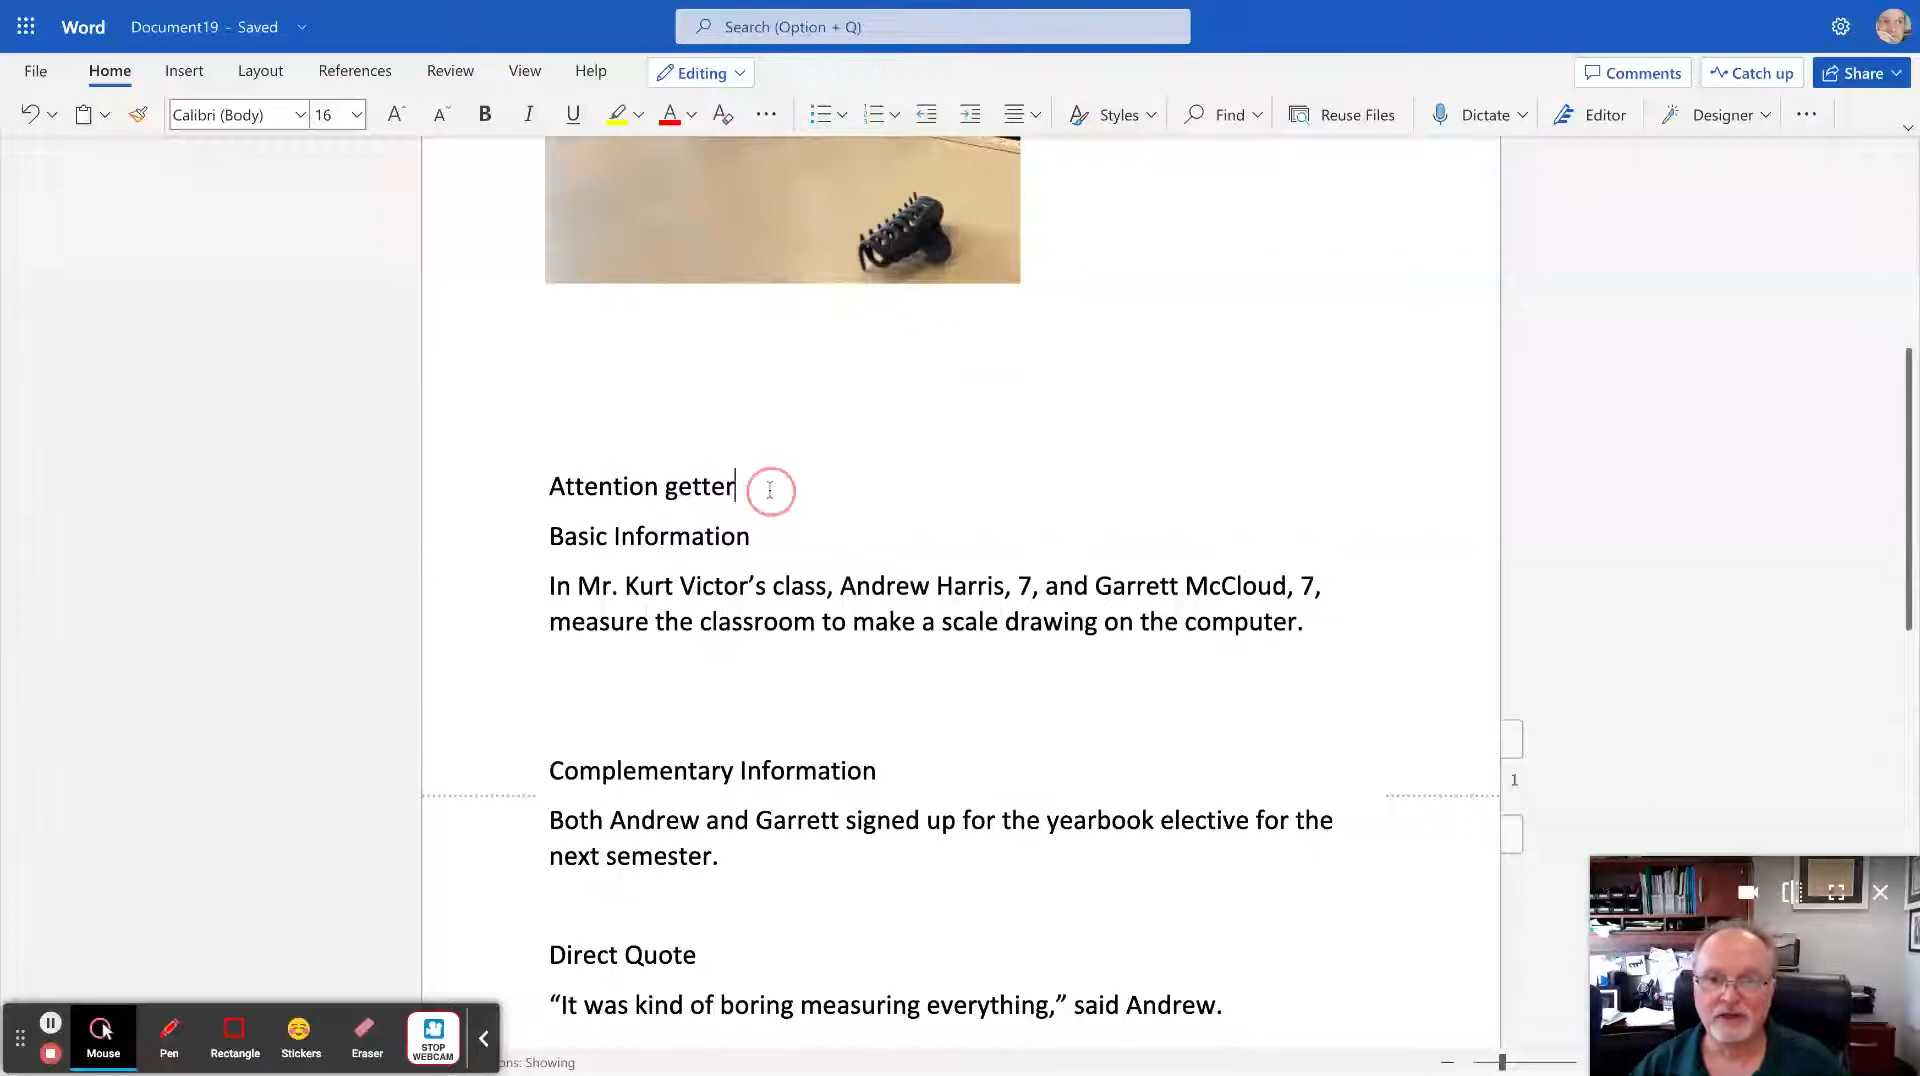 Word Document19 - Saved Search (Option + Q)
File Home Insert Layout References Review View Help Editing Comments Catch up Share
Calibri (Body) 16 A A B I U A A Styles Find Reuse Files Dictate Editor Designer
Attention getter
Basic Information
In Mr. Kurt Victor’s class, Andrew Harris, 7, and Garrett McCloud, 7,
measure the classroom to make a scale drawing on the computer.
Complementary Information
1
Both Andrew and Garrett signed up for the yearbook elective for the
next semester.
Direct Quote
“It was kind of boring measuring everything,” said Andrew.
Mouse Pen Rectangle Stickers Eraser STOP
WEBCAM
ons: Showing